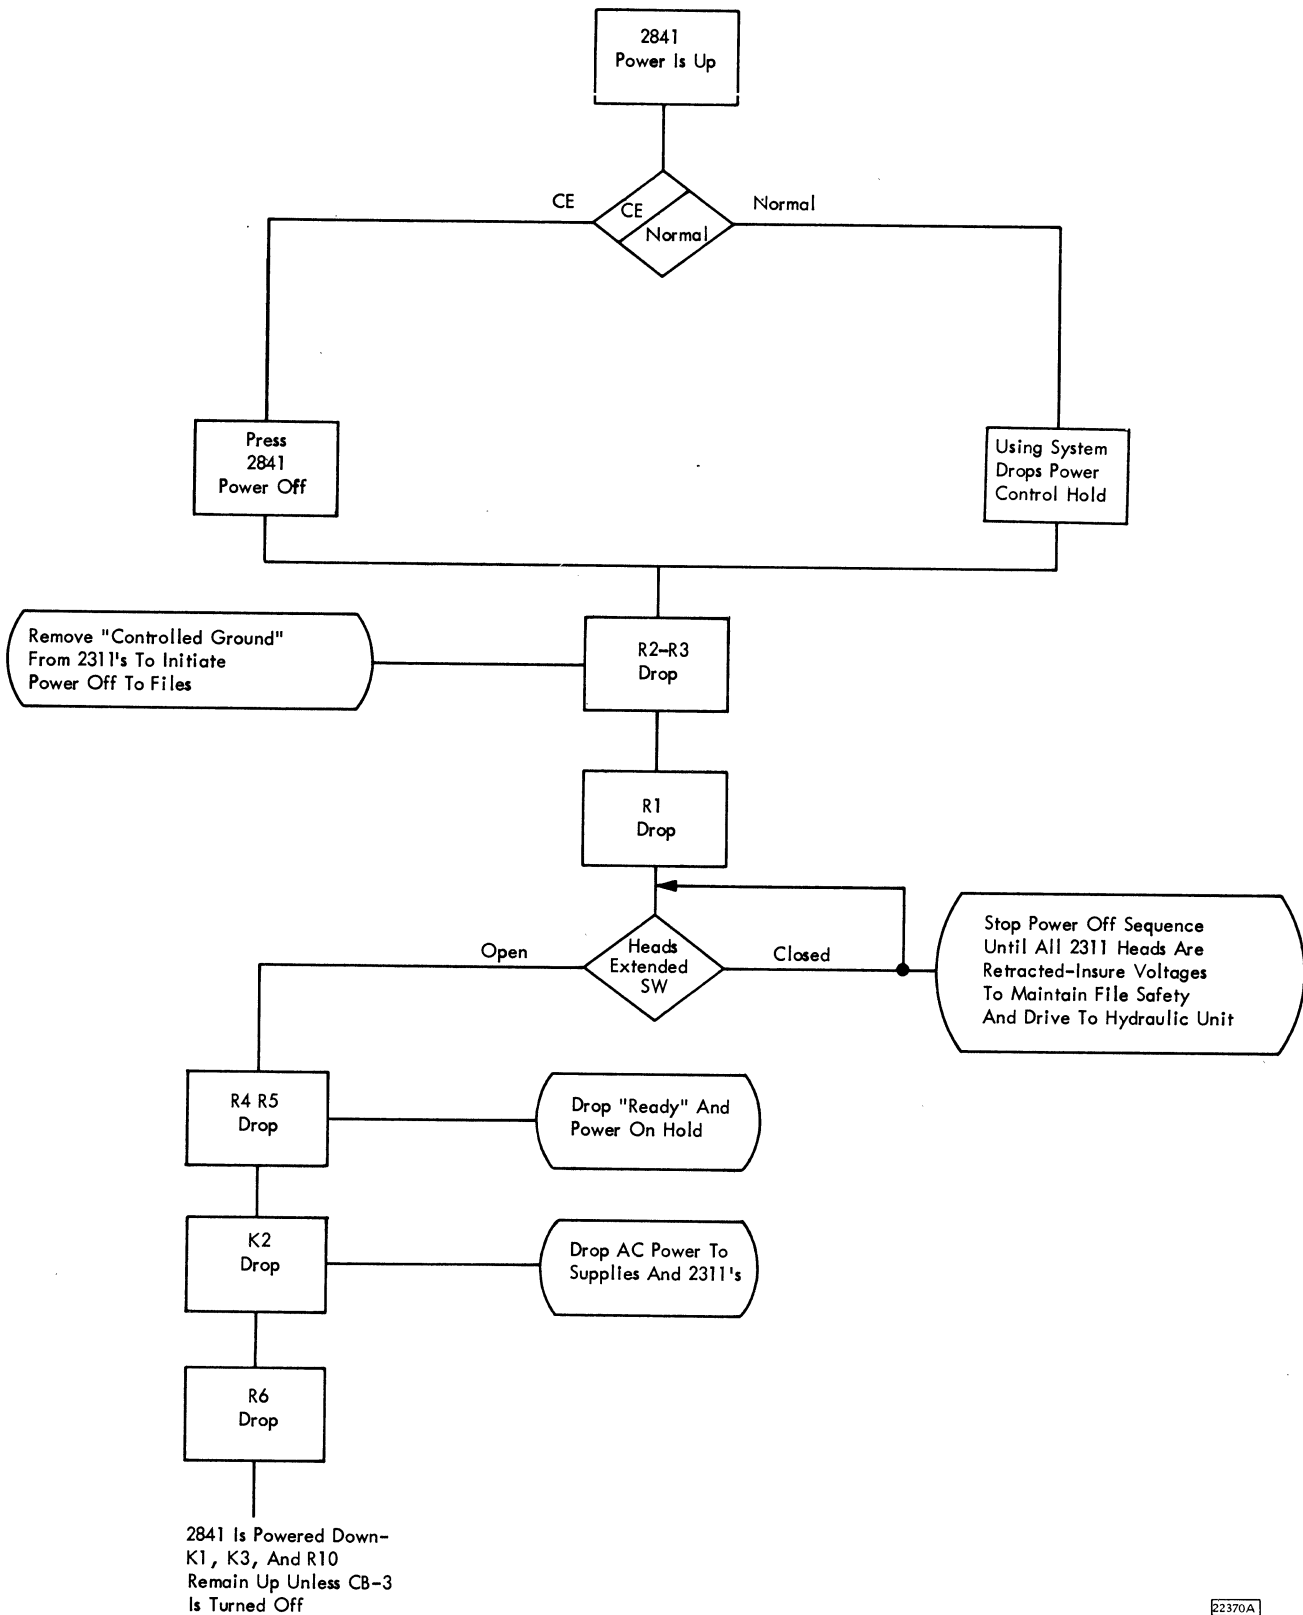 2841
Power Is Up
CE
CE
Normal
Normal
Press
2841
Power Off
Using System
Drops Power
Control Hold
Remove "Controlled Ground"
From 2311's To Initiate
Power Off To Files
R2-R3
Drop
R1
Drop
Open
Heads
Extended
SW
Closed
Stop Power Off Sequence
Until All 2311 Heads Are
Retracted-Insure Voltages
To Maintain File Safety
And Drive To Hydraulic Unit
R4 R5
Drop
Drop "Ready" And
Power On Hold
K2
Drop
Drop AC Power To
Supplies And 2311's
R6
Drop
2841 Is Powered Down-
K1, K3, And R10
Remain Up Unless CB-3
Is Turned Off
22370A